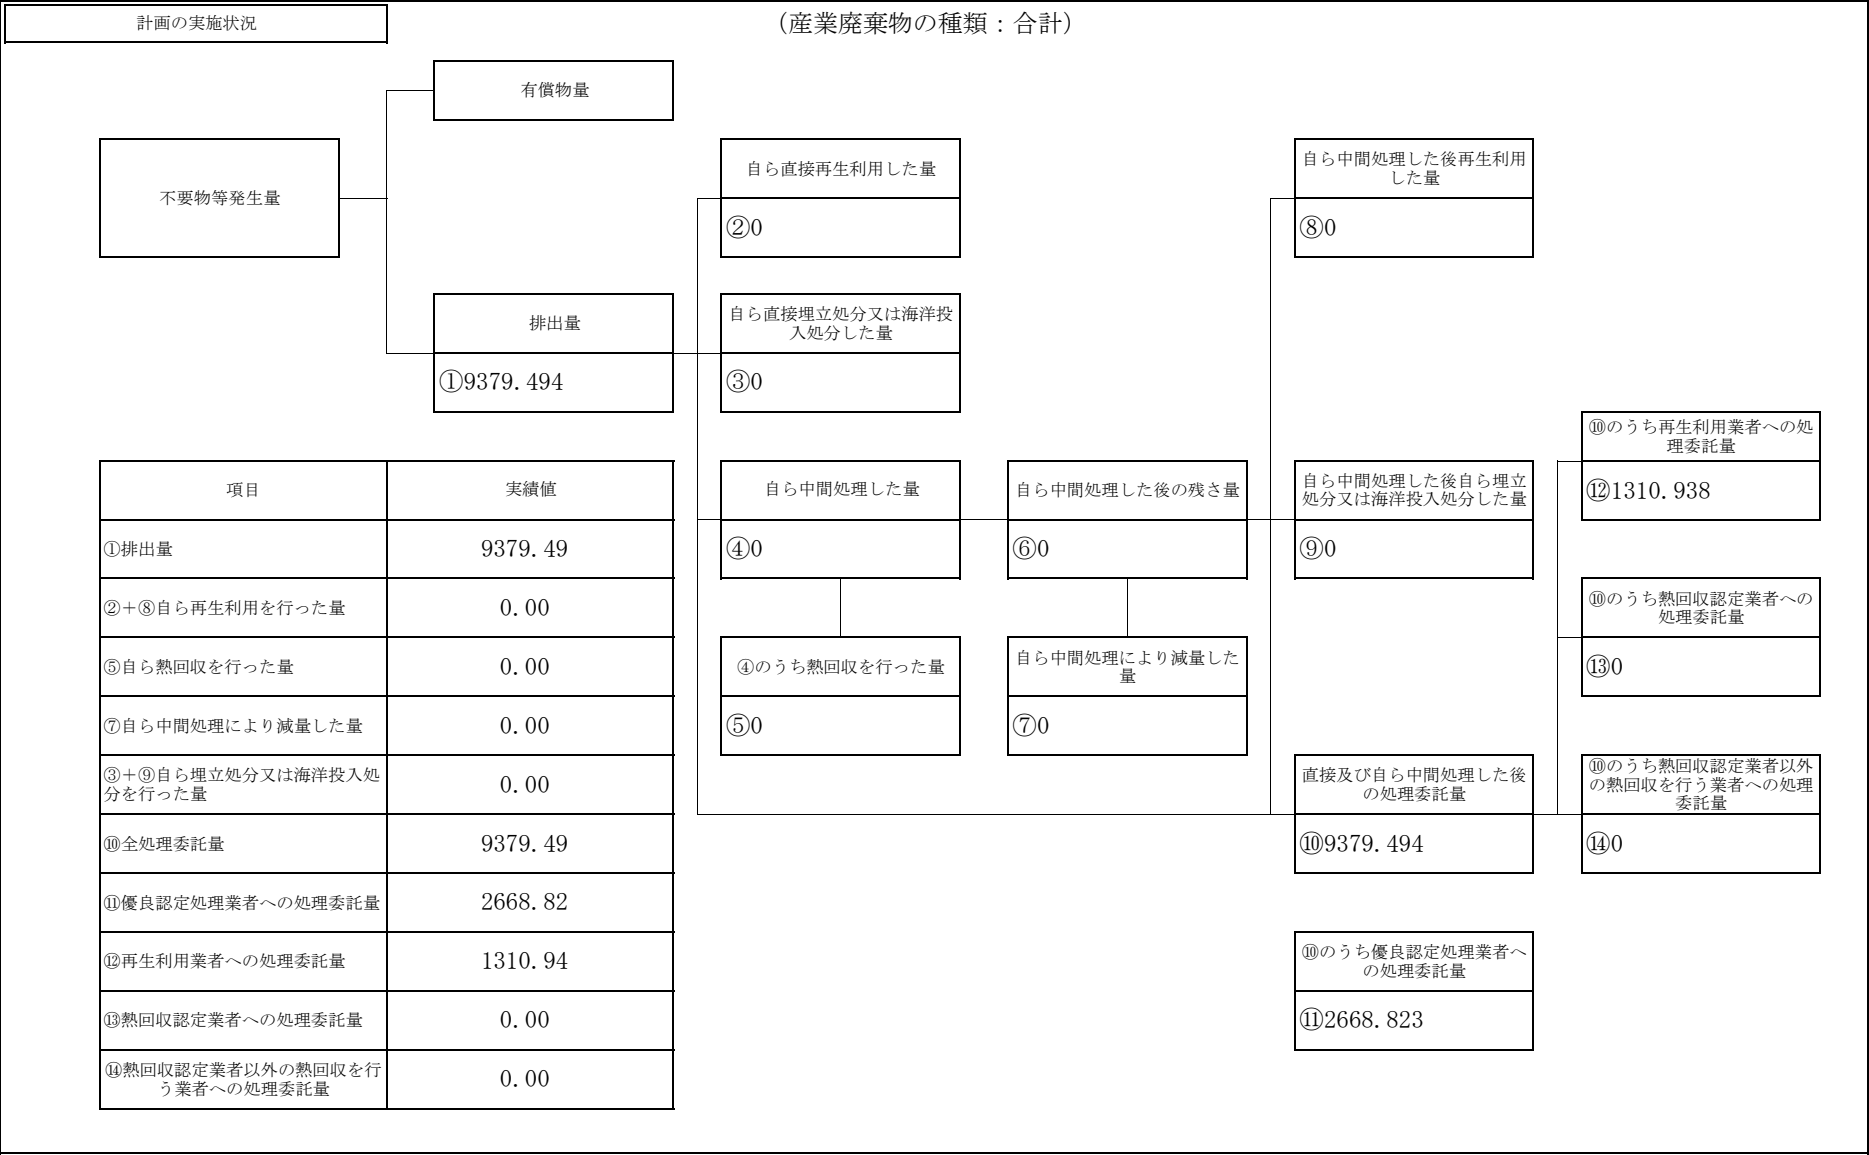 計画の実施状況
（産業廃棄物の種類：合計）
有償物量
不要物等発生量
自ら直接再生利用した量
②0
自ら中間処理した後再生利用
した量
⑧0
排出量
①9379.494
自ら直接埋立処分又は海洋投
入処分した量
③0
⑩のうち再生利用業者への処
理委託量
⑫1310.938
自ら中間処理した量
④0
自ら中間処理した後の残さ量
⑥0
自ら中間処理した後自ら埋立
処分又は海洋投入処分した量
⑨0
⑩のうち熱回収認定業者への
処理委託量
⑬0
④のうち熱回収を行った量
⑤0
自ら中間処理により減量した
量
⑦0
直接及び自ら中間処理した後
の処理委託量
⑩9379.494
⑩のうち熱回収認定業者以外
の熱回収を行う業者への処理
委託量
⑭0
⑩のうち優良認定処理業者へ
の処理委託量
⑪2668.823
項目 実績値
①排出量 9379.49
②＋⑧自ら再生利用を行った量 0.00
⑤自ら熱回収を行った量 0.00
⑦自ら中間処理により減量した量 0.00
③＋⑨自ら埋立処分又は海洋投入処
分を行った量 0.00
⑩全処理委託量 9379.49
⑪優良認定処理業者への処理委託量 2668.82
⑫再生利用業者への処理委託量 1310.94
⑬熱回収認定業者への処理委託量 0.00
⑭熱回収認定業者以外の熱回収を行
う業者への処理委託量 0.00